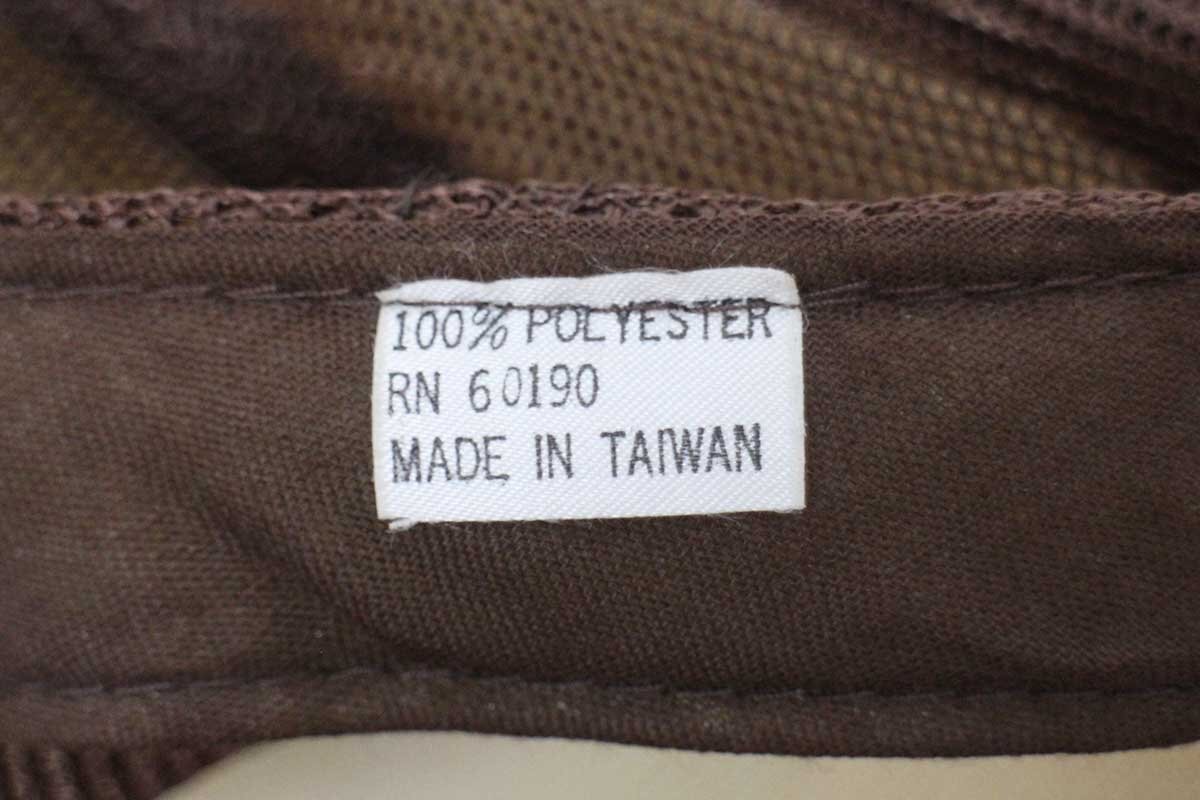 100% POLYESTER
RN 60190
MADE IN TAIWAN